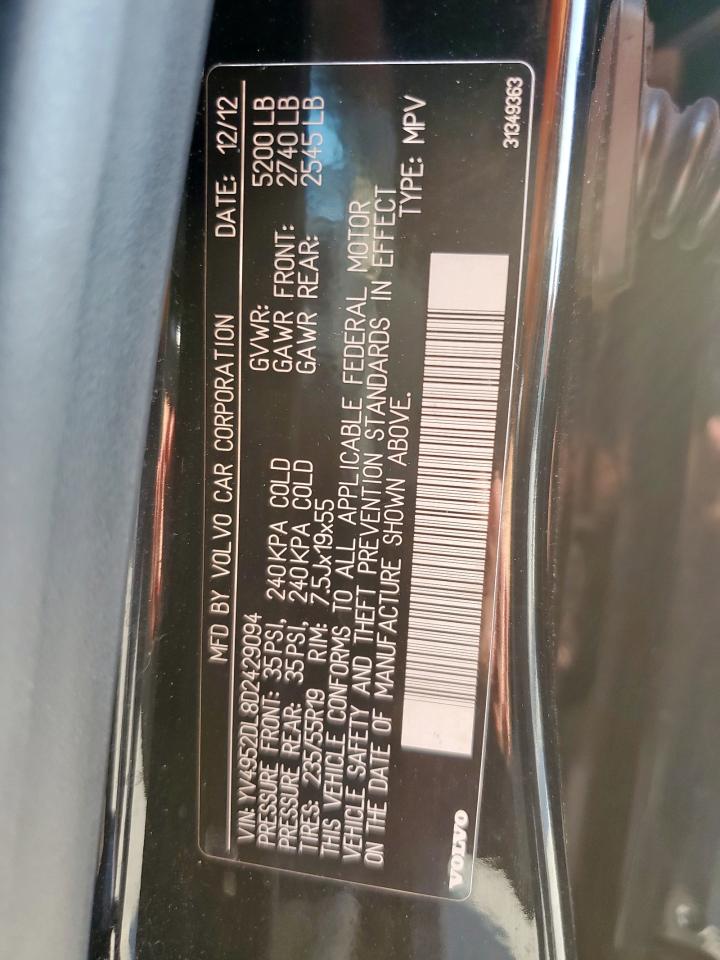 MFD BY VOLVO CAR CORPORATION DATE: 12/12
VIN: YV4952DL8D2429094 GVWR: 5200 LB
PRESSURE FRONT: 35PSI, 240KPA COLD GAWR FRONT: 2740 LB
PRESSURE REAR: 35PSI, 240KPA COLD GAWR REAR: 2545 LB
TIRES: 235/55R19 RIM: 7.5Jx19x55
THIS VEHICLE CONFORMS TO ALL APPLICABLE FEDERAL MOTOR
VEHICLE SAFETY AND THEFT PREVENTION STANDARDS IN EFFECT
ON THE DATE OF MANUFACTURE SHOWN ABOVE. TYPE: MPV
VOLVO 31349363